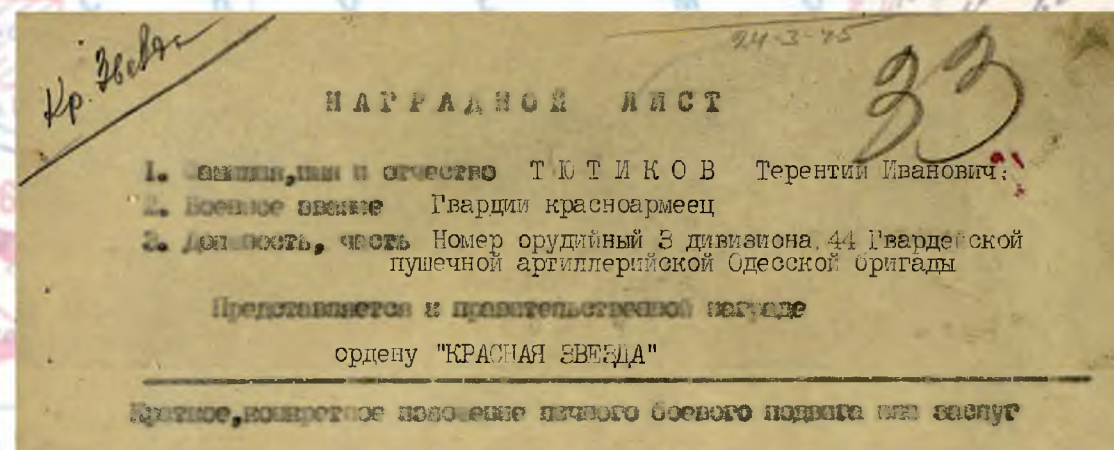 Кр. Звезда
24-3-45
33
НАГРАДНОЙ ЛИСТ
1. Фамилия, имя и отчество ТЮТИКОВ Терентий Иванович.
2. Военное звание Гвардии красноармеец
3. Должность, часть Номер орудийный 3 дивизиона 44 Гвардейской
пушечной артиллерийской Одесской бригады
Представляется к правительственной награде
ордену "КРАСНАЯ ЗВЕЗДА"
Краткое, конкретное изложение личного боевого подвига или заслуг